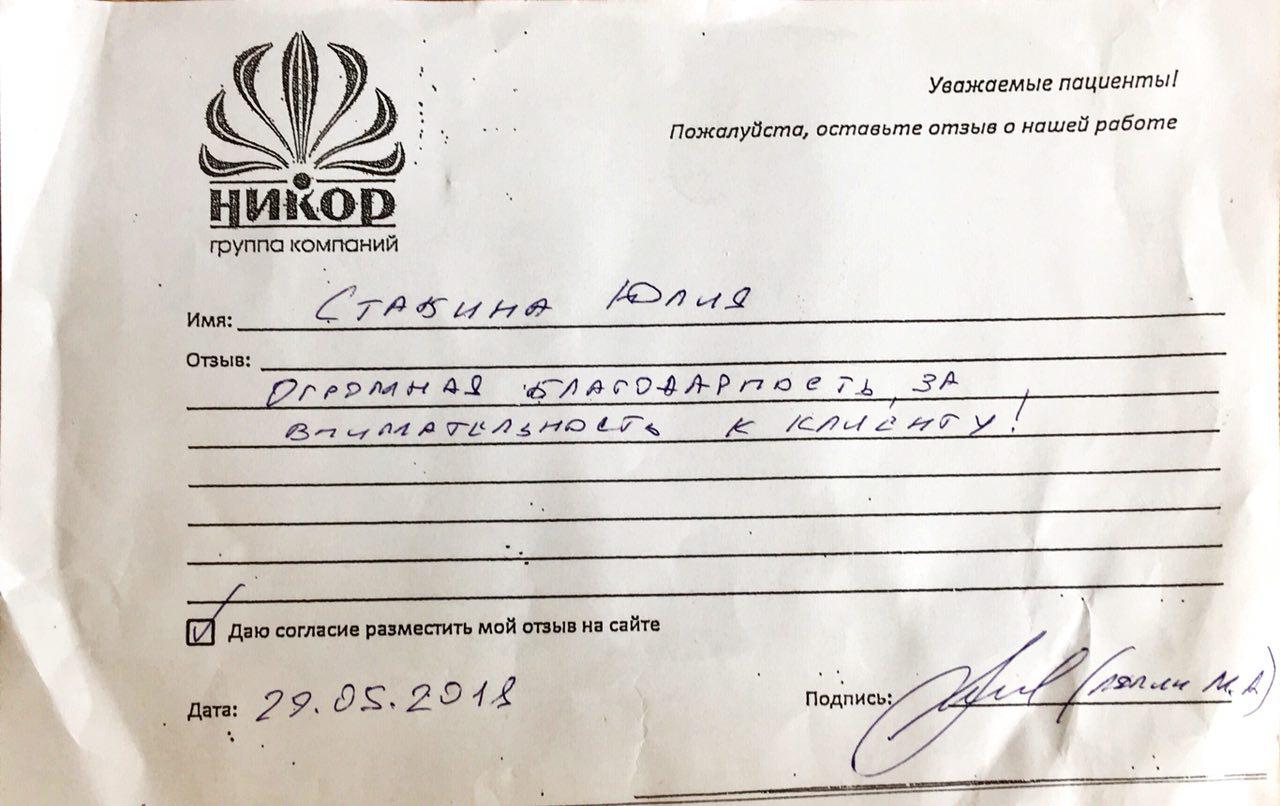 Уважаемые пациенты!
Пожалуйста, оставьте отзыв о нашей работе
НИКОР
группа компаний
Имя: Стакина Юлия
Отзыв:
Огромная благодарность, за
внимательность к клиенту!
Даю согласие разместить мой отзыв на сайте
Дата: 29.05.2018
Подпись: М.А)